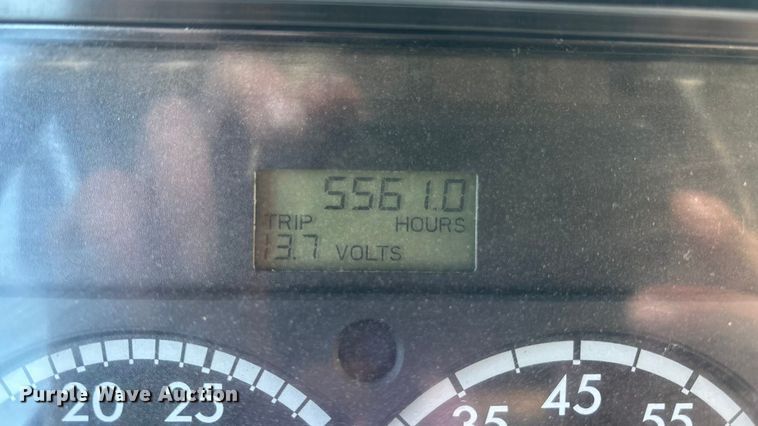 5561.0
TRIP HOURS
13.7 VOLTS
20 25 35 45 55
Purple Wave Auction